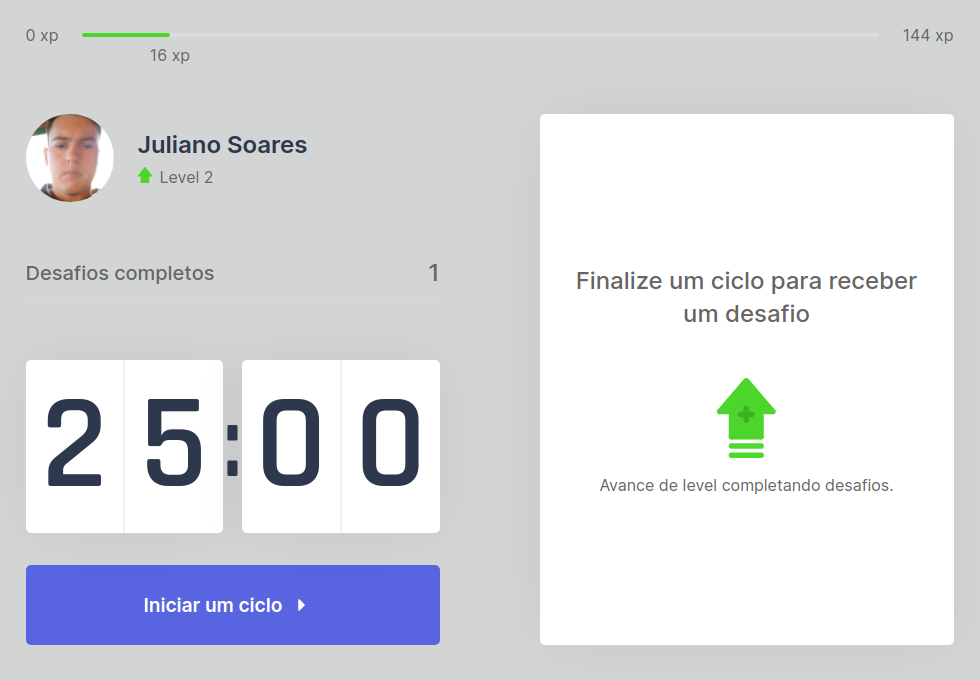 0 xp
144 xp
16 xp
Juliano Soares
Level 2
Desafios completos
1
25:00
Iniciar um ciclo
Finalize um ciclo para receber
um desafio
Avance de level completando desafios.